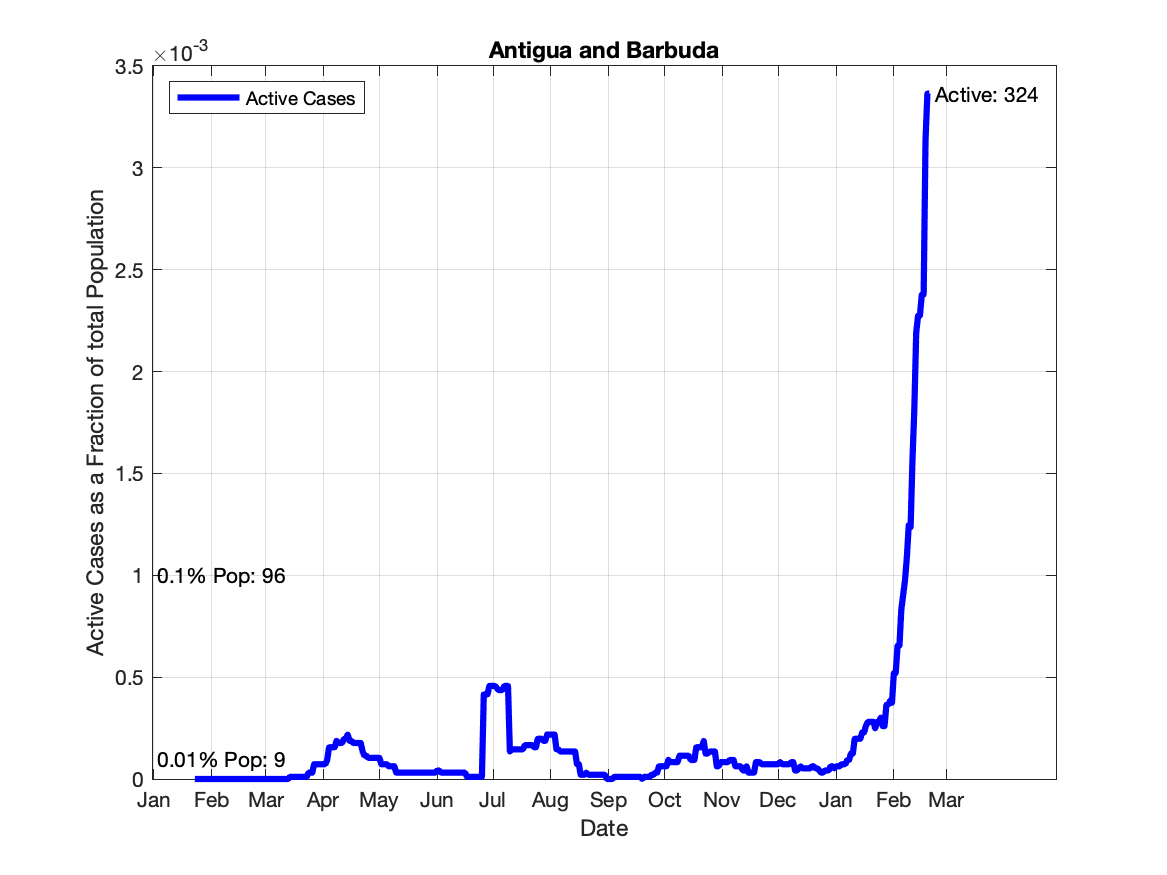 Antigua and Barbuda
×10-3
3.5
3
2.5
2
1.5
1
0.5
0
Active Cases as a Fraction of total Population
Active Cases
Active: 324
0.1% Pop: 96
0.01% Pop: 9
Jan Feb Mar Apr May Jun Jul Aug Sep Oct Nov Dec Jan Feb Mar
Date